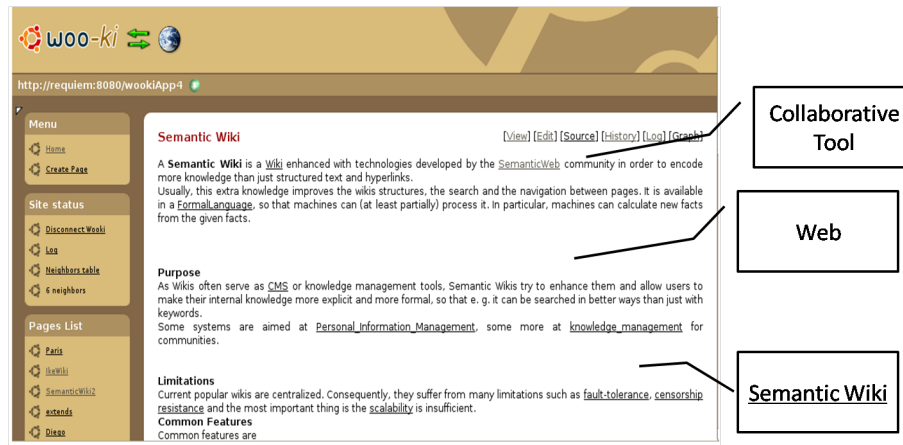 woo-ki
http://requiem:8080/wookiApp4
Menu
Home
Create Page
Site status
Disconnect Wooki
Log
Neighbors table
6 neighbors
Pages List
Paris
IkeWiki
SemanticWiki2
extends
Diego
Semantic Wiki
[View] [Edit] [Source] [History] [Log] [Graph]
A Semantic Wiki is a Wiki enhanced with technologies developed by the SemanticWeb community in order to encode
more knowledge than just structured text and hyperlinks.
Usually, this extra knowledge improves the wikis structures, the search and the navigation between pages. It is available
in a FormalLanguage, so that machines can (at least partially) process it. In particular, machines can calculate new facts
from the given facts.
Purpose
As Wikis often serve as CMS or knowledge management tools, Semantic Wikis try to enhance them and allow users to
make their internal knowledge more explicit and more formal, so that e. g. it can be searched in better ways than just with
keywords.
Some systems are aimed at Personal_Information_Management, some more at knowledge_management for
communities.
Limitations
Current popular wikis are centralized. Consequently, they suffer from many limitations such as fault-tolerance, censorship
resistance and the most important thing is the scalability is insufficient.
Common Features
Common features are
Collaborative
Tool
Web
Semantic Wiki